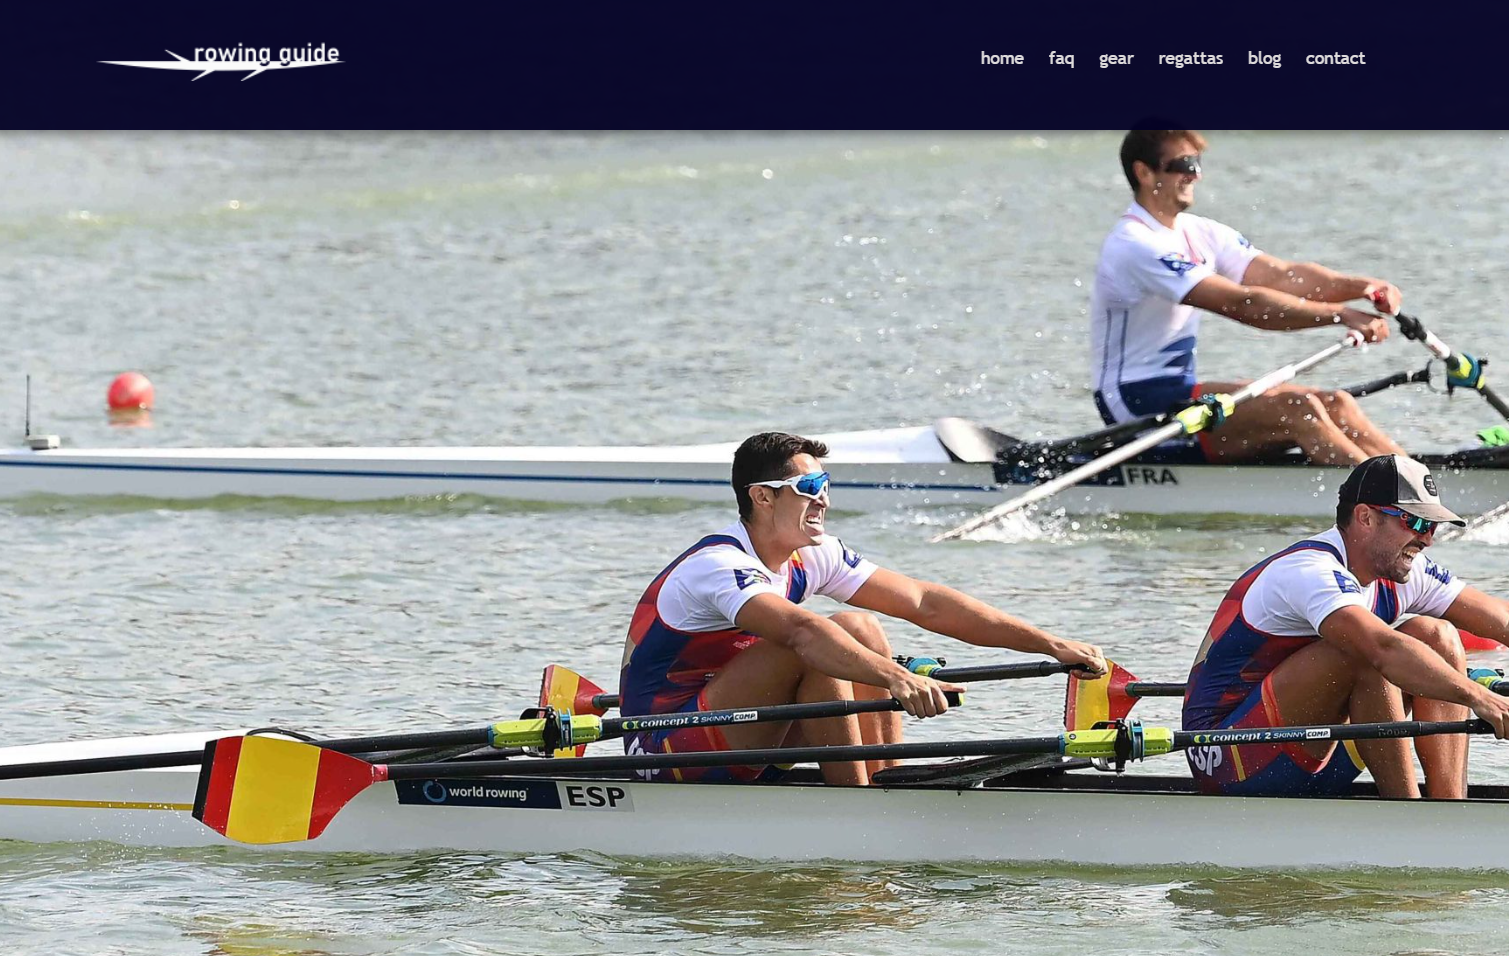 rowing guide
home faq gear regattas blog contact
FRA
concept 2 SKINNY COMP
concept 2 SKINNY COMP
world rowing ESP